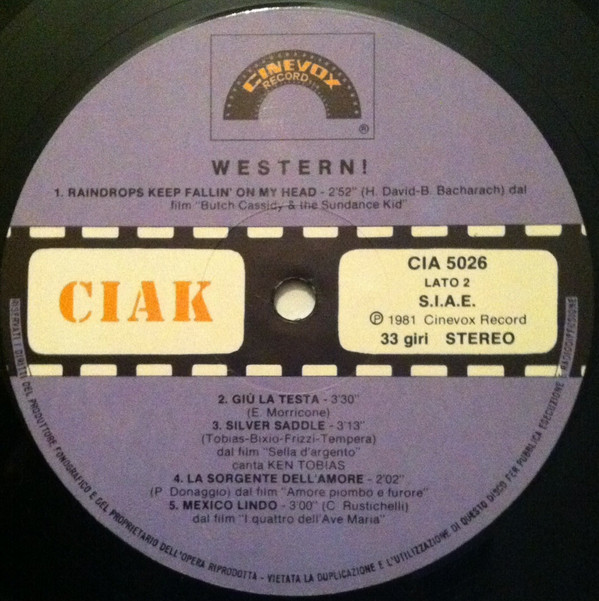 CINEVOX
RECORD
®
WESTERN!
1. RAINDROPS KEEP FALLIN' ON MY HEAD - 2'52" (H. David-B. Bacharach) dal
film "Butch Cassidy & the Sundance Kid"
CIAK
CIA 5026
LATO 2
S.I.A.E.
℗ 1981 Cinevox Record
33 giri STEREO
2. GIÙ LA TESTA - 3'30"
(E. Morricone)
3. SILVER SADDLE - 3'13"
(Tobias-Bixio-Frizzi-Tempera)
dal film "Sella d'argento"
canta KEN TOBIAS
4. LA SORGENTE DELL'AMORE - 2'02"
(P. Donaggio) dal film "Amore piombo e furore"
5. MEXICO LINDO - 3'00" (C. Rustichelli)
dal film "I quattro dell'Ave Maria"
RISERVATI I DIRITTI DEL PRODUTTORE FONOGRAFICO E DEL PROPRIETARIO DELL'OPERA RIPRODOTTA - VIETATA LA DUPLICAZIONE E L'UTILIZZAZIONE DI QUESTO DISCO PER PUBBLICA ESECUZIONE E RADIODIFFUSIONE